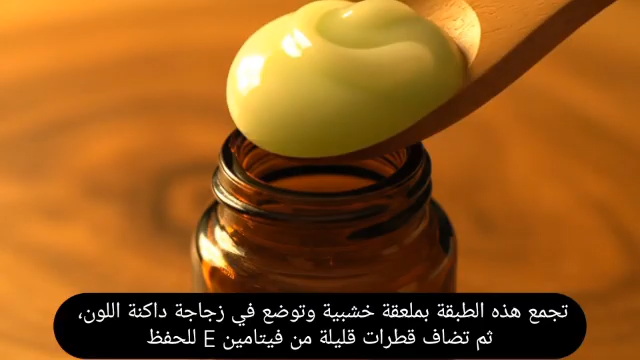 تجمع هذه الطبقة بملعقة خشبية وتوضع في زجاجة داكنة اللون،
ثم تضاف قطرات قليلة من فيتامين E للحفظ